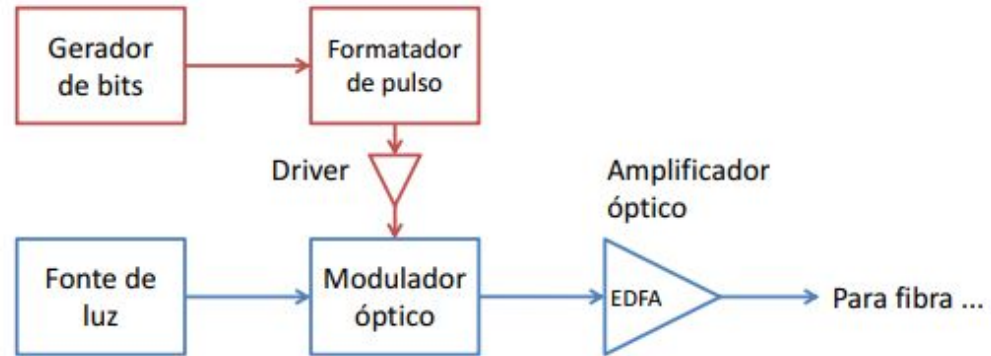 Gerador
de bits
Formatador
de pulso
Driver
Amplificador
óptico
Fonte de
luz
Modulador
óptico
EDFA
Para fibra ...